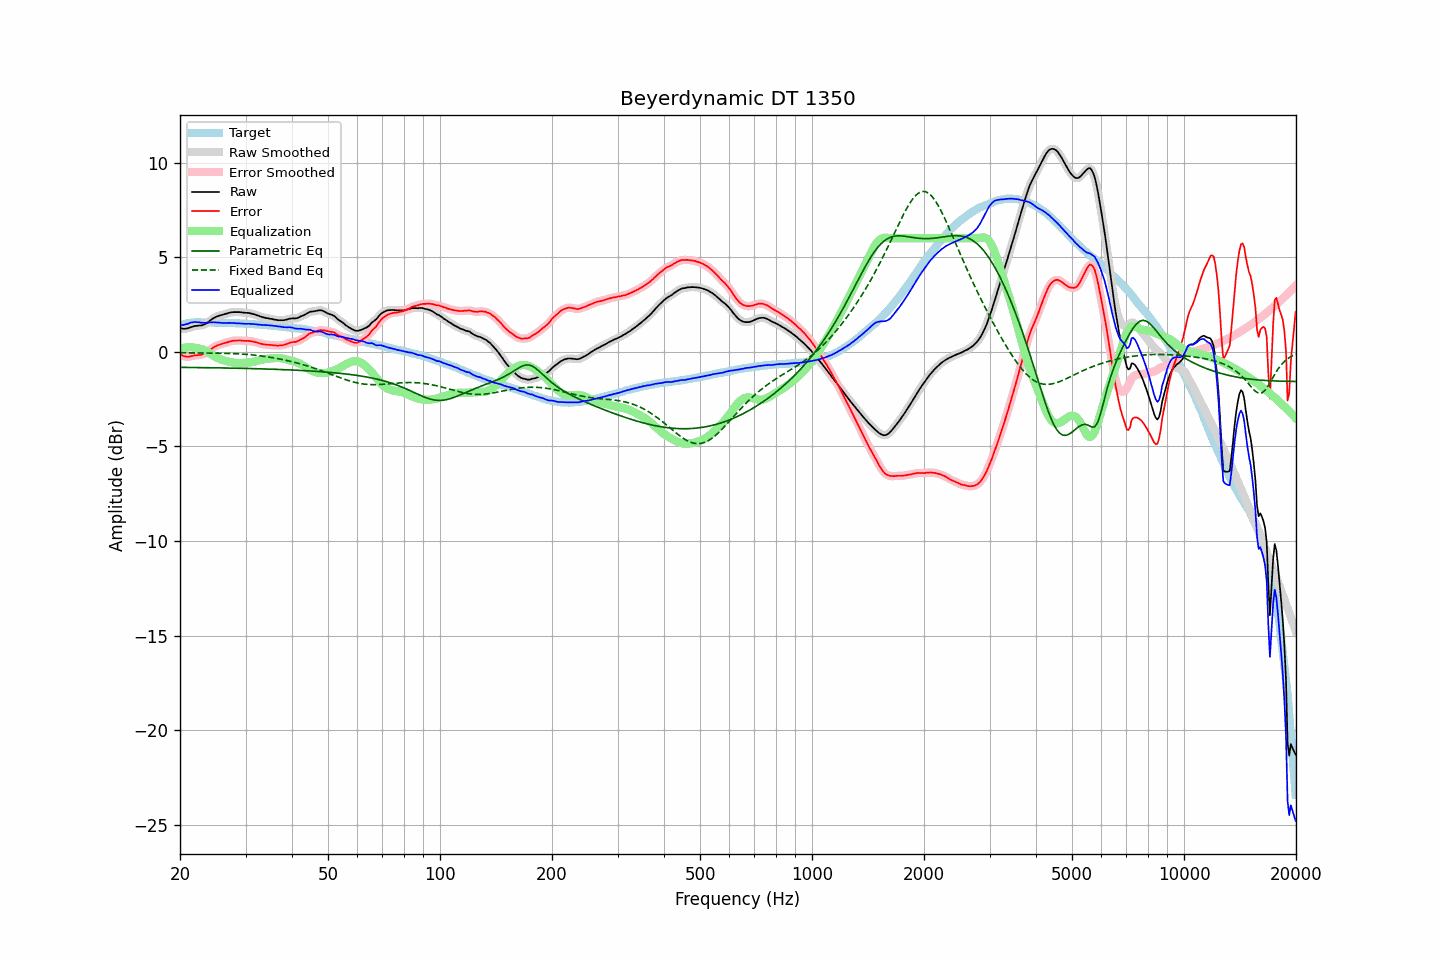 Beyerdynamic DT 1350
Target
Raw Smoothed
Error Smoothed
Raw
Error
Equalization
Parametric Eq
Fixed Band Eq
Equalized
Amplitude (dBr)
10
5
0
−5
−10
−15
−20
−25
20 50 100 200 500 1000 2000 5000 10000 20000
Frequency (Hz)